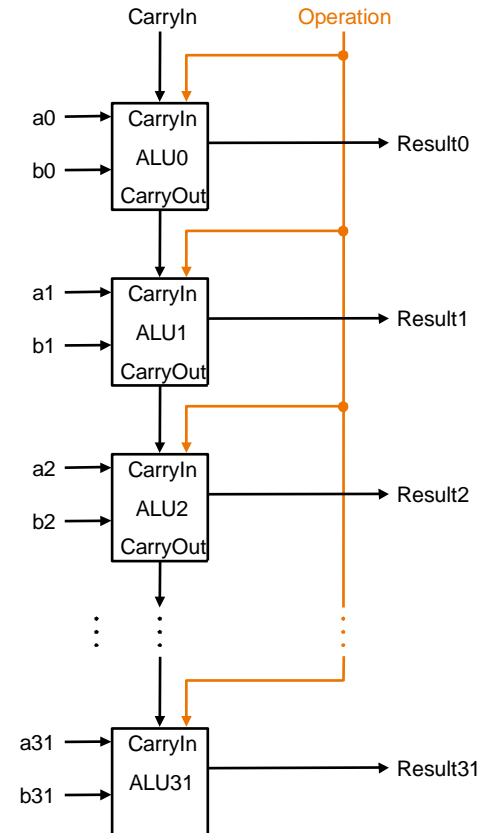 CarryIn Operation
a0 CarryIn
ALU0 Result0
b0
CarryOut
a1 CarryIn
ALU1 Result1
b1
CarryOut
a2 CarryIn
ALU2 Result2
b2
CarryOut
a31 CarryIn
ALU31 Result31
b31